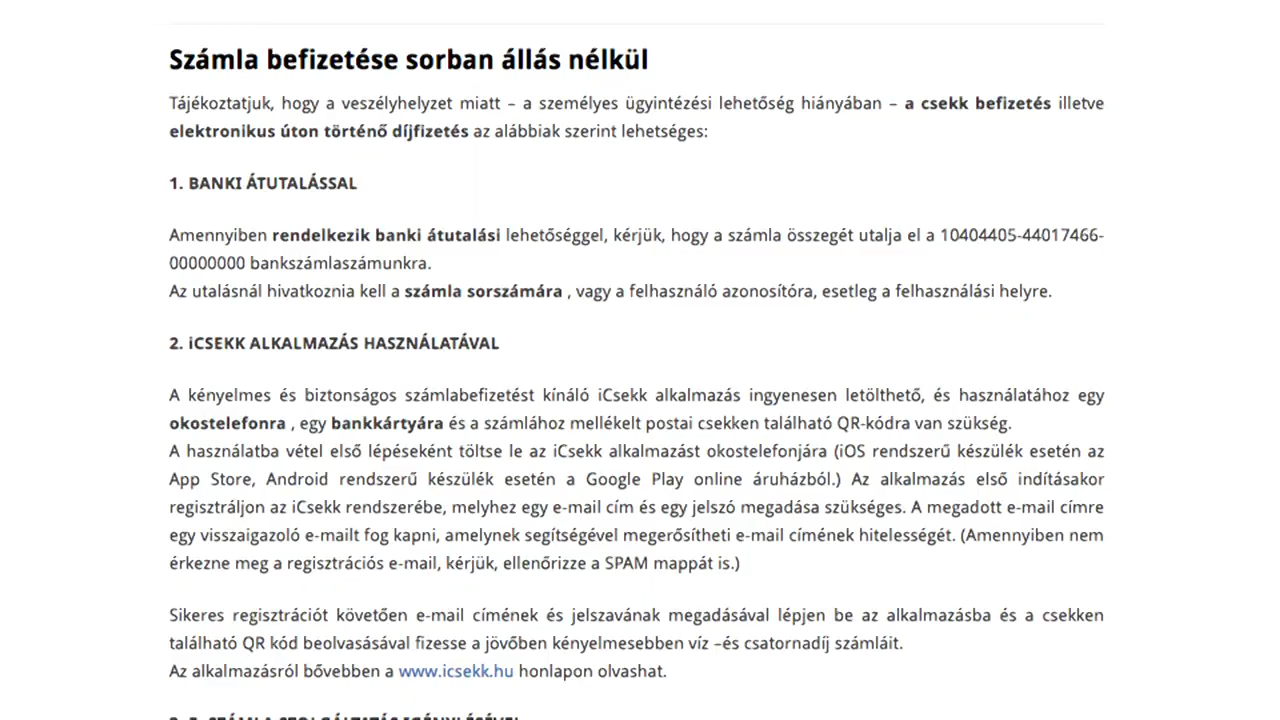 Számla befizetése sorban állás nélkül
Tájékoztatjuk, hogy a veszélyhelyzet miatt – a személyes ügyintézési lehetőség hiányában – a csekk befizetés illetve
elektronikus úton történő díjfizetés az alábbiak szerint lehetséges:
1. BANKI ÁTUTALÁSSAL
Amennyiben rendelkezik banki átutalási lehetőséggel, kérjük, hogy a számla összegét utalja el a 10404405-44017466-
00000000 bankszámlaszámunkra.
Az utalásnál hivatkoznia kell a számla sorszámára , vagy a felhasználó azonosítóra, esetleg a felhasználási helyre.
2. iCSEKK ALKALMAZÁS HASZNÁLATÁVAL
A kényelmes és biztonságos számlabefizetést kínáló iCsekk alkalmazás ingyenesen letölthető, és használatához egy
okostelefonra , egy bankkártyára és a számlához mellékelt postai csekken található QR-kódra van szükség.
A használatba vétel első lépéseként töltse le az iCsekk alkalmazást okostelefonjára (iOS rendszerű készülék esetén az
App Store, Android rendszerű készülék esetén a Google Play online áruházból.) Az alkalmazás első indításakor
regisztráljon az iCsekk rendszerébe, melyhez egy e-mail cím és egy jelszó megadása szükséges. A megadott e-mail címre
egy visszaigazoló e-mailt fog kapni, amelynek segítségével megerősítheti e-mail címének hitelességét. (Amennyiben nem
érkezne meg a regisztrációs e-mail, kérjük, ellenőrizze a SPAM mappát is.)
Sikeres regisztrációt követően e-mail címének és jelszavának megadásával lépjen be az alkalmazásba és a csekken
található QR kód beolvasásával fizesse a jövőben kényelmesebben víz –és csatornadíj számláit.
Az alkalmazásról bővebben a www.icsekk.hu honlapon olvashat.
SZÁMLA SZOLGÁLTATÁS IGÉNYLÉSÉVEL